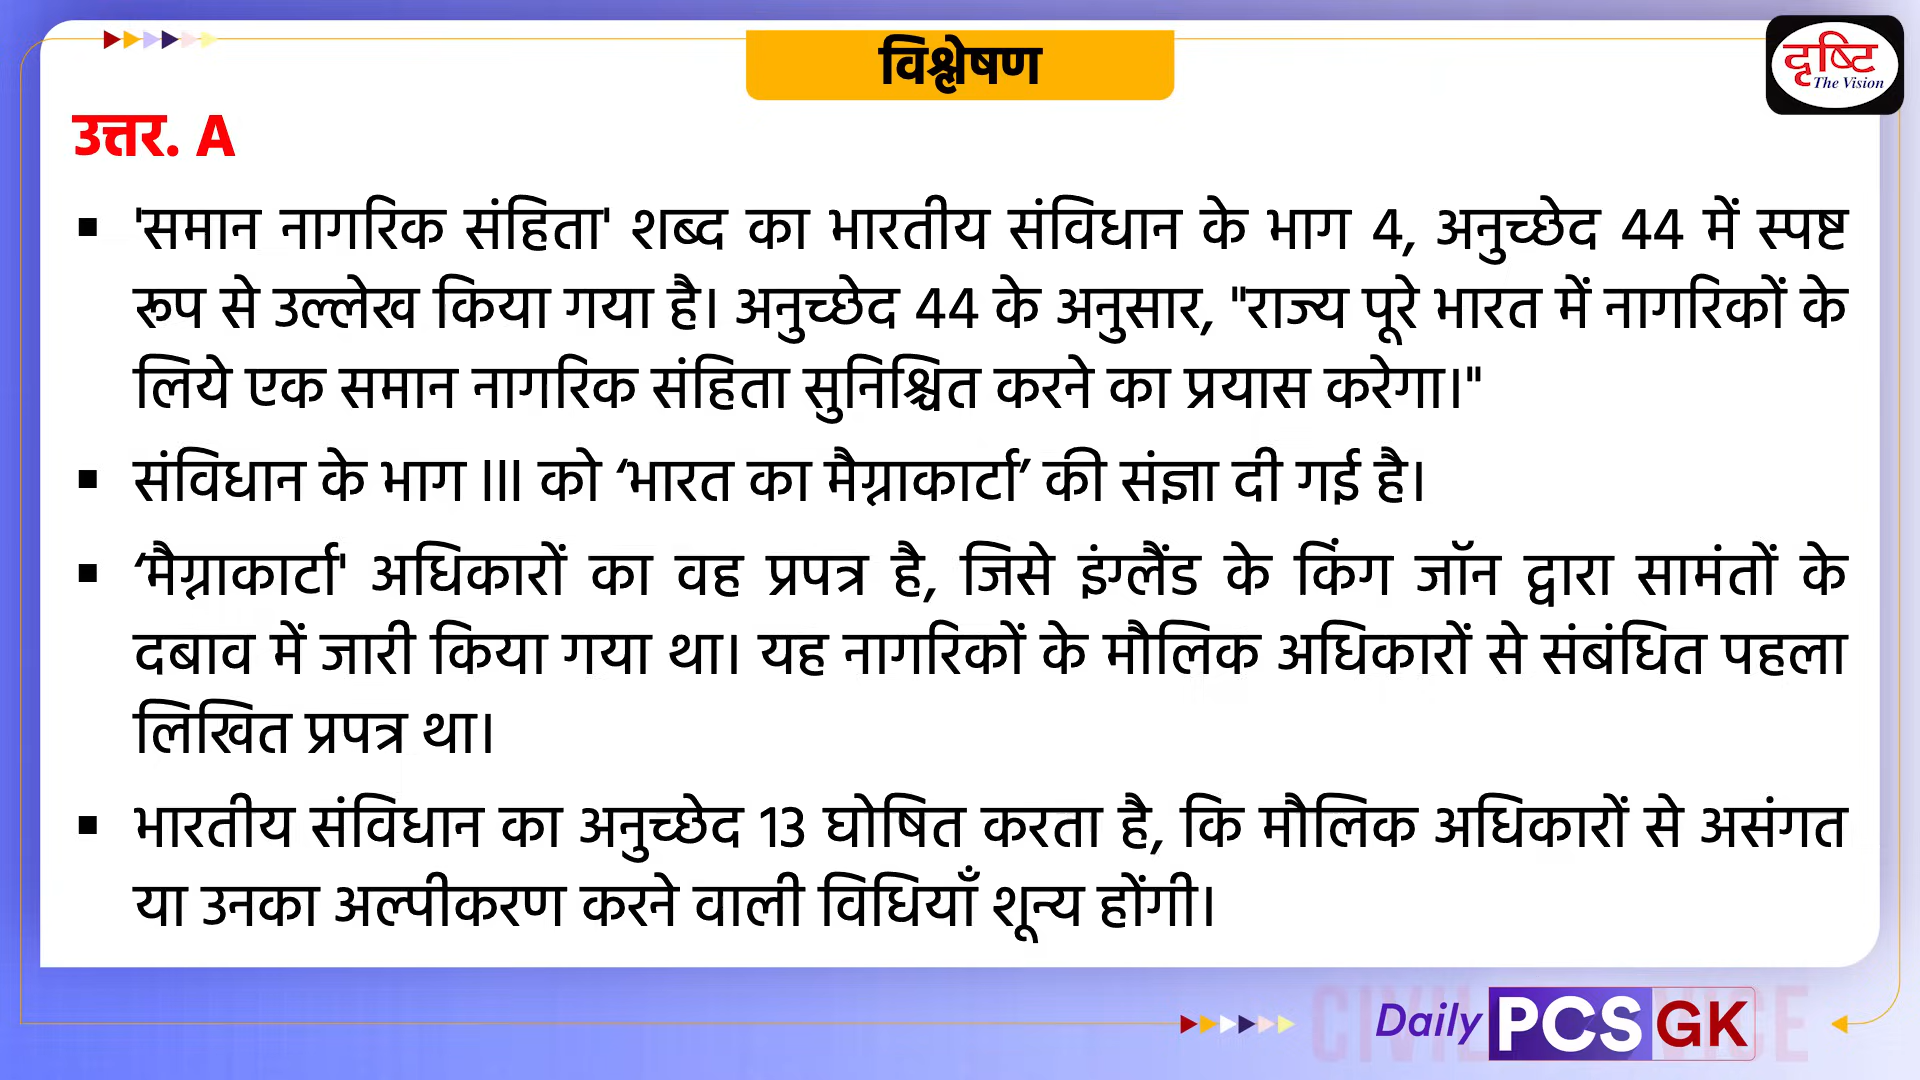 विश्लेषण
दृष्टि
The Vision
उत्तर. A
▪ 'समान नागरिक संहिता' शब्द का भारतीय संविधान के भाग 4, अनुच्छेद 44 में स्पष्ट
रूप से उल्लेख किया गया है। अनुच्छेद 44 के अनुसार, "राज्य पूरे भारत में नागरिकों के
लिये एक समान नागरिक संहिता सुनिश्चित करने का प्रयास करेगा।"
▪ संविधान के भाग III को ‘भारत का मैग्नाकार्टा’ की संज्ञा दी गई है।
▪ ‘मैग्नाकार्टा' अधिकारों का वह प्रपत्र है, जिसे इंग्लैंड के किंग जॉन द्वारा सामंतों के
दबाव में जारी किया गया था। यह नागरिकों के मौलिक अधिकारों से संबंधित पहला
लिखित प्रपत्र था।
▪ भारतीय संविधान का अनुच्छेद 13 घोषित करता है, कि मौलिक अधिकारों से असंगत
या उनका अल्पीकरण करने वाली विधियाँ शून्य होंगी।
Daily PCS GK